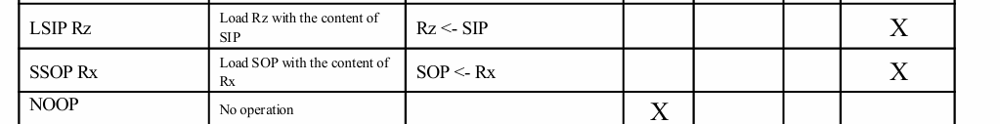 LSIP Rz Load Rz with the content of SIP Rz <- SIP X
SSOP Rx Load SOP with the content of Rx SOP <- Rx X
NOOP No operation X